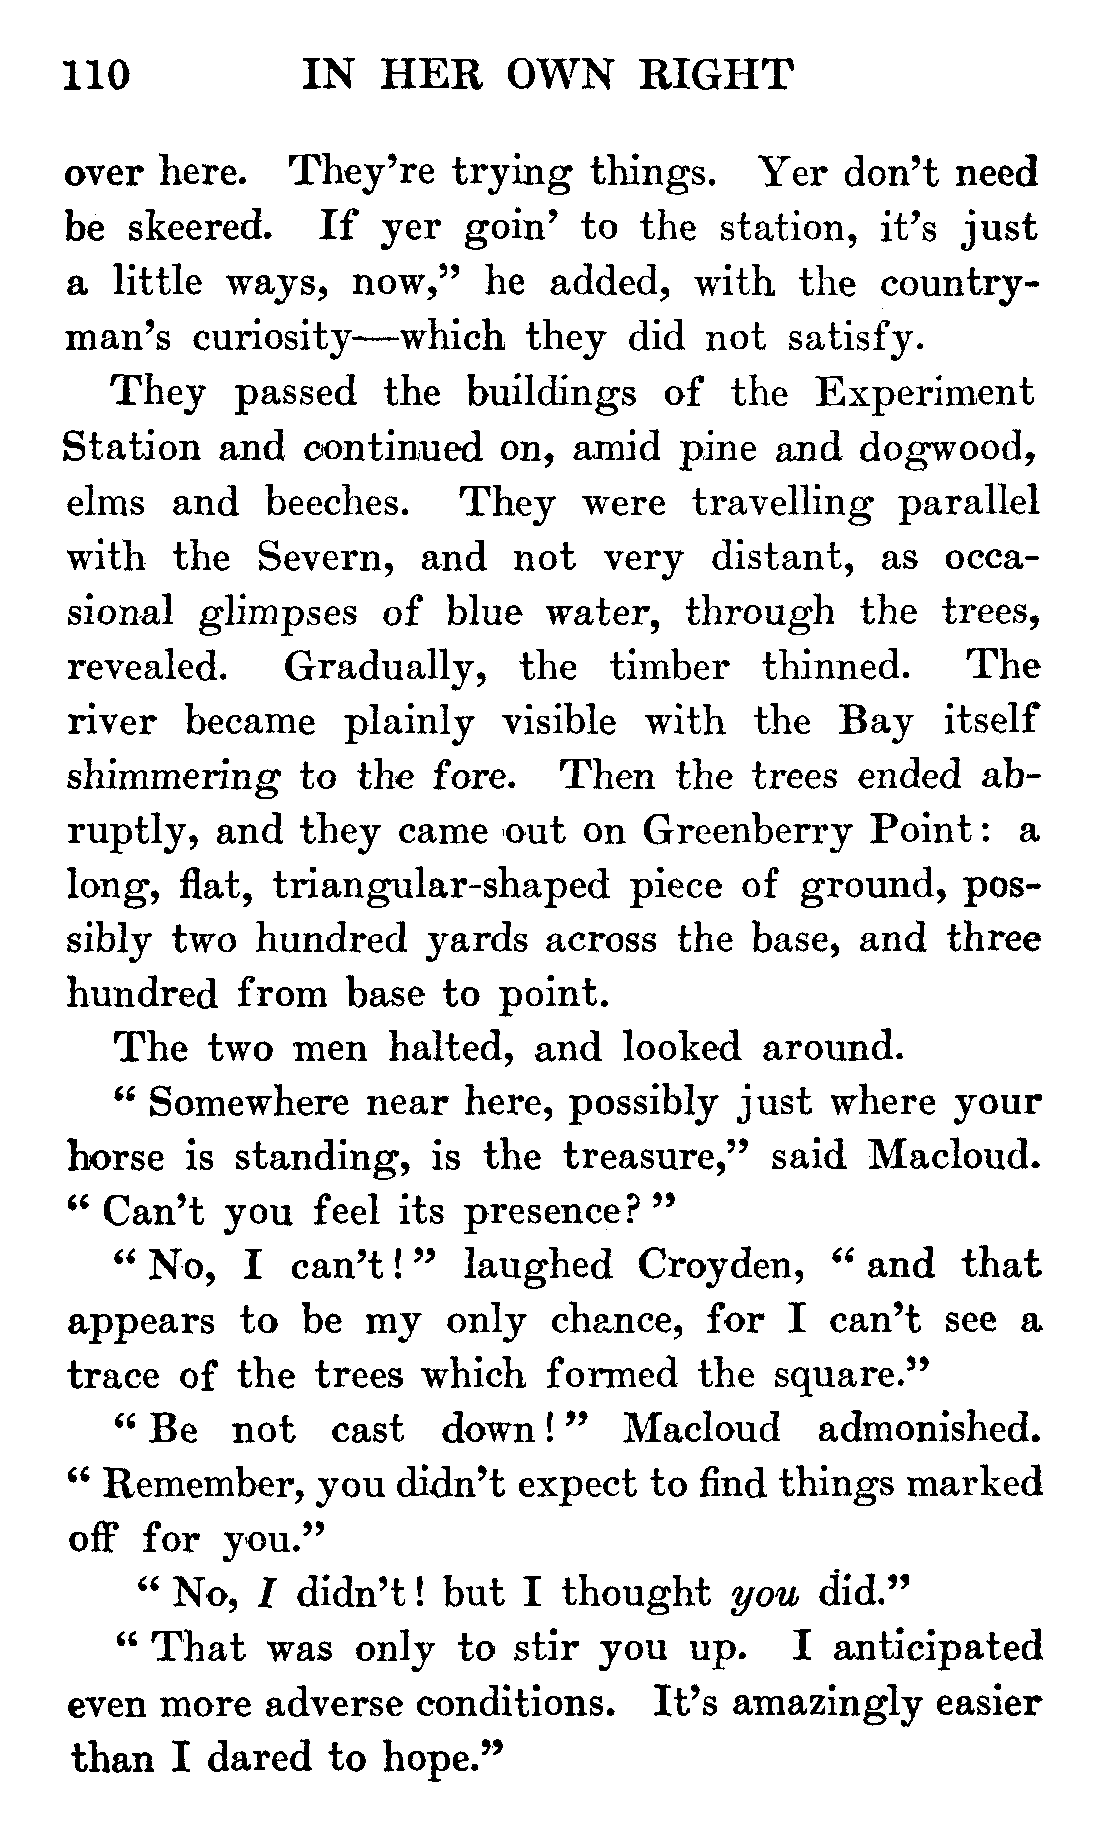 110 IN HER OWN RIGHT
over here. They're trying things. Yer don't need
be skeered. If yer goin' to the station, it's just
a little ways, now," he added, with the country-
man's curiosity—which they did not satisfy.
They passed the buildings of the Experiment
Station and continued on, amid pine and dogwood,
elms and beeches. They were travelling parallel
with the Severn, and not very distant, as occa-
sional glimpses of blue water, through the trees,
revealed. Gradually, the timber thinned. The
river became plainly visible with the Bay itself
shimmering to the fore. Then the trees ended ab-
ruptly, and they came out on Greenberry Point: a
long, flat, triangular-shaped piece of ground, pos-
sibly two hundred yards across the base, and three
hundred from base to point.
The two men halted, and looked around.
" Somewhere near here, possibly just where your
horse is standing, is the treasure," said Macloud.
" Can't you feel its presence? "
" No, I can't! " laughed Croyden, " and that
appears to be my only chance, for I can't see a
trace of the trees which formed the square."
" Be not cast down! " Macloud admonished.
" Remember, you didn't expect to find things marked
off for you."
" No, I didn't! but I thought you did."
" That was only to stir you up. I anticipated
even more adverse conditions. It's amazingly easier
than I dared to hope."